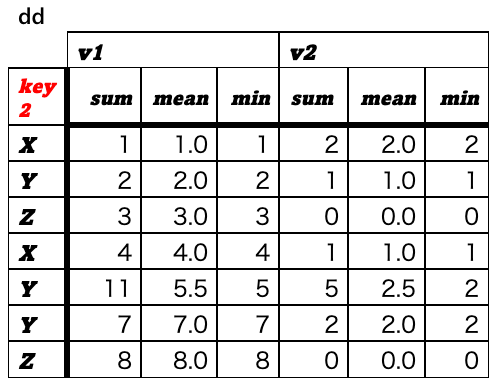 dd
v1 v2
key 2 sum mean min sum mean min
X 1 1.0 1 2 2.0 2
Y 2 2.0 2 1 1.0 1
Z 3 3.0 3 0 0.0 0
X 4 4.0 4 1 1.0 1
Y 11 5.5 5 5 2.5 2
Y 7 7.0 7 2 2.0 2
Z 8 8.0 8 0 0.0 0